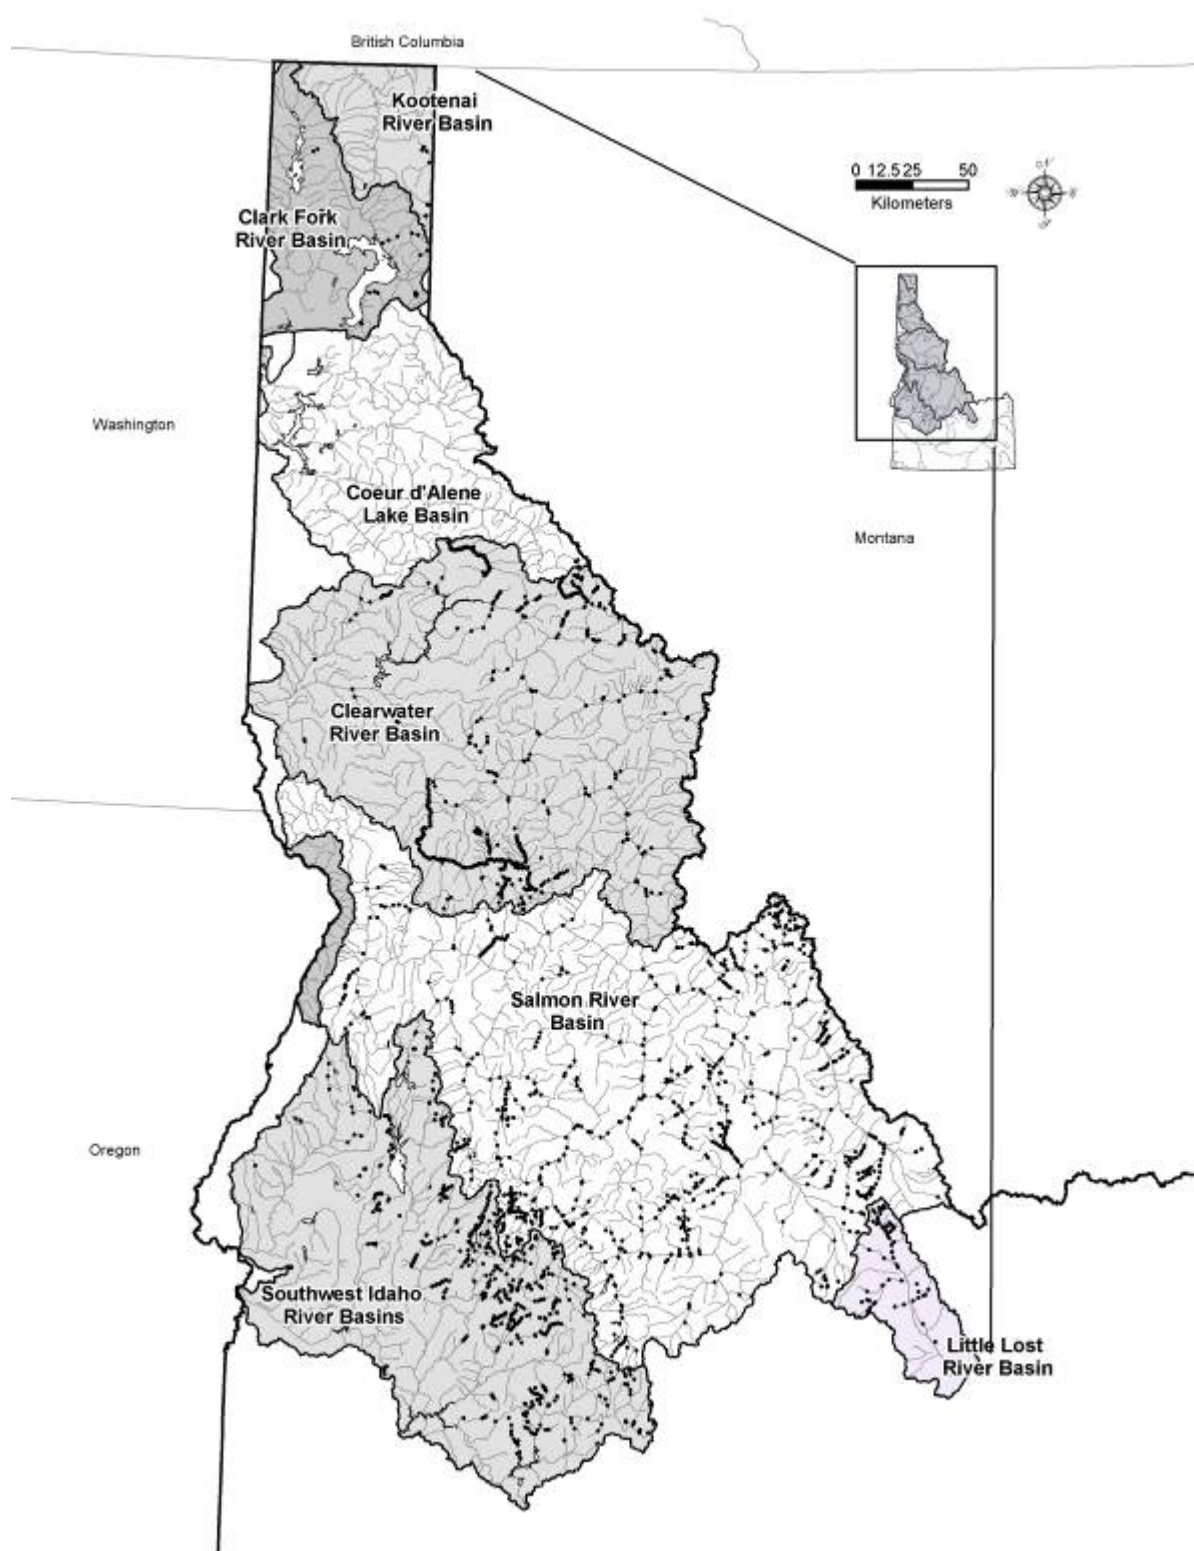 British Columbia
Kootenai
River Basin
0 12.5 25 50
Kilometers
Clark Fork
River Basin
Washington
Coeur d'Alene
Lake Basin
Montana
Clearwater
River Basin
Salmon River
Basin
Oregon
Southwest Idaho
River Basins
Little Lost
River Basin